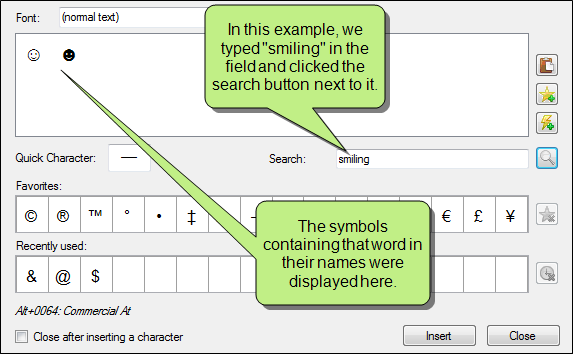 Font: (normal text)
In this example, we
typed "smiling" in the
field and clicked the
search button next to it.
☺ ☻
Quick Character: —
Search: smiling
Favorites:
© ® ™ ° • ‡ € £ ¥
The symbols
containing that word in
their names were
displayed here.
Recently used:
& @ $
Alt+0064: Commercial At
Close after inserting a character
Insert
Close